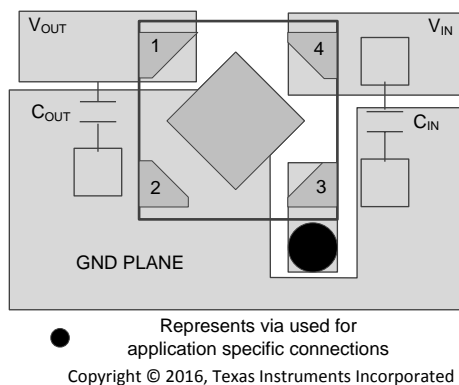 VOUT
VIN
1
4
COUT
CIN
2
3
GND PLANE
Represents via used for
application specific connections
Copyright © 2016, Texas Instruments Incorporated